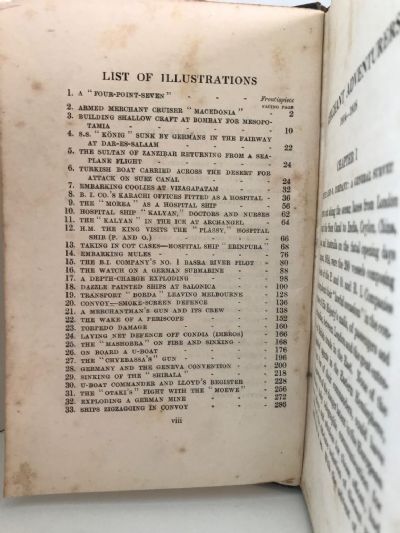 LIST OF ILLUSTRATIONS
1. A "FOUR-POINT-SEVEN" Frontispiece
FACING PAGE
2. ARMED MERCHANT CRUISER "MACEDONIA" 2
3. BUILDING SHALLOW CRAFT AT BOMBAY FOR MESOPO-
TAMIA 10
4. S.S. "KÖNIG" SUNK BY GERMANS IN THE FAIRWAY
AT DAR-ES-SALAAM 22
5. THE SULTAN OF ZANZIBAR RETURNING FROM A SEA-
PLANE FLIGHT 24
6. TURKISH BOAT CARRIED ACROSS THE DESERT FOR
ATTACK ON SUEZ CANAL 24
7. EMBARKING COOLIES AT VIZAGAPATAM 32
8. B. I. CO.'S KARACHI OFFICES FITTED AS A HOSPITAL 36
9. THE "MOREA" AS A HOSPITAL SHIP 56
10. HOSPITAL SHIP "KALYAN," DOCTORS AND NURSES 62
11. THE "KALYAN" IN THE ICE AT ARCHANGEL 64
12. H.M. THE KING VISITS THE "PLASSY," HOSPITAL
SHIP (P. AND O.) 66
13. TAKING IN COT CASES—HOSPITAL SHIP "ERINPURA" 68
14. EMBARKING MULES 76
15. THE B.I. COMPANY'S NO. 1 BASRA RIVER PILOT 80
16. THE WATCH ON A GERMAN SUBMARINE 88
17. A DEPTH-CHARGE EXPLODING 98
18. DAZZLE PAINTED SHIPS AT SALONICA 100
19. TRANSPORT "BORDA" LEAVING MELBOURNE 128
20. CONVOY—SMOKE-SCREEN DEFENCE 136
21. A MERCHANTMAN'S GUN AND ITS CREW 138
22. THE WAKE OF A PERISCOPE 152
23. TORPEDO DAMAGE 160
24. LAYING NET DEFENCES OFF CONDIA (IMBROS) 166
25. THE "MASHOBRA" ON FIRE AND SINKING 168
26. ON BOARD A U-BOAT 176
27. THE "CHYEBASSA'S" GUN 196
28. GERMANY AND THE GENEVA CONVENTION 200
29. SINKING OF THE "SHIRALA" 218
30. U-BOAT COMMANDER AND LLOYD'S REGISTER 228
31. THE "OTAKI'S" FIGHT WITH THE "MOEWE" 256
32. EXPLODING A GERMAN MINE 272
33. SHIPS ZIGZAGGING IN CONVOY 286
viii
ADVENTURERS
CHAPTER I